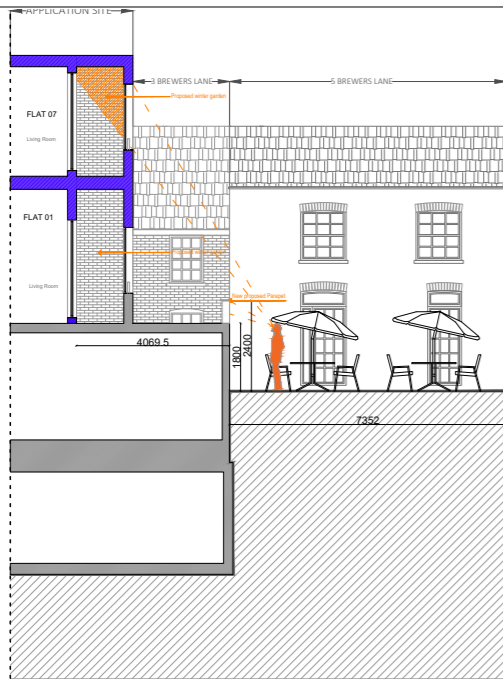 APPLICATION SITE
3 BREWERS LANE
5 BREWERS LANE
Proposed winter garden
FLAT 07
Living Room
FLAT 01
Living Room
New proposed Parapet
4069.5
1800
2400
7352